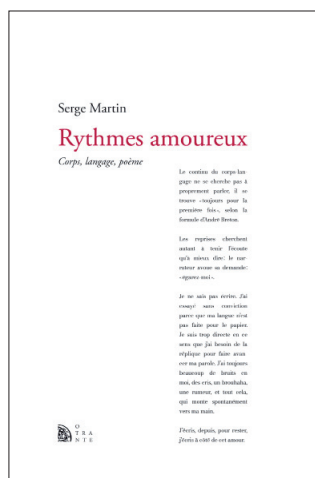 Serge Martin
Rythmes amoureux
Corps, langage, poème
Le continu du corps-lan-
gage ne se cherche pas à
proprement parler, il se
trouve « toujours pour la
première fois », selon la
formule d'André Breton.
Les reprises cherchent
autant à tenir l'écoute
qu'à mieux dire: le nar-
rateur avoue sa demande:
« égarez-moi ».
Je ne sais pas écrire. J'ai
essayé sans conviction
parce que ma langue n'est
pas faite pour le papier.
Je suis trop directe en ce
sens que j'ai besoin de la
réplique pour faire avan-
cer ma parole. J'ai toujours
beaucoup de bruits en
moi, des cris, un brouhaha,
une rumeur, et tout cela,
qui monte spontanément
vers ma main.
J'écris, depuis, pour rester,
j'écris à côté de cet amour.
O
TRA
NTE